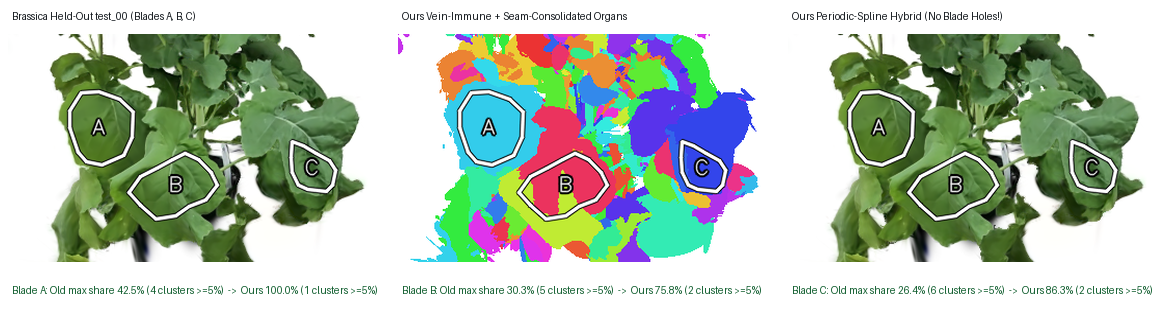 Brassica Held-Out test_00 (Blades A, B, C)
Ours Vein-Immune + Seam-Consolidated Organs
Ours Periodic-Spline Hybrid (No Blade Holes!)
A
B
C
A
B
C
A
B
C
Blade A: Old max share 42.5% (4 clusters >=5%) -> Ours 100.0% (1 clusters >=5%)
Blade B: Old max share 30.3% (5 clusters >=5%) -> Ours 75.8% (2 clusters >=5%)
Blade C: Old max share 26.4% (6 clusters >=5%) -> Ours 86.3% (2 clusters >=5%)